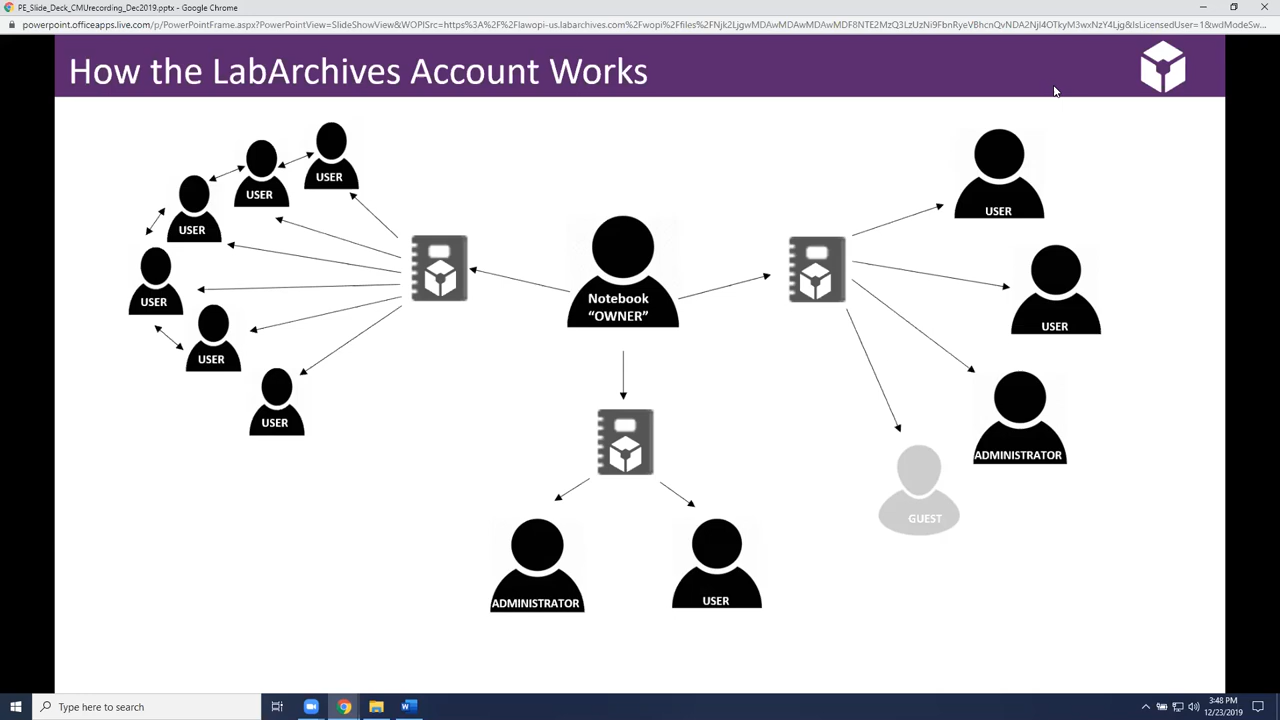 PE_Slide_Deck_CMUrecording_Dec2019.pptx - Google Chrome
How the LabArchives Account Works
USER
USER
USER
USER
USER
USER
Notebook
"OWNER"
USER
USER
ADMINISTRATOR
GUEST
ADMINISTRATOR
USER
Type here to search
3:48 PM
12/23/2019